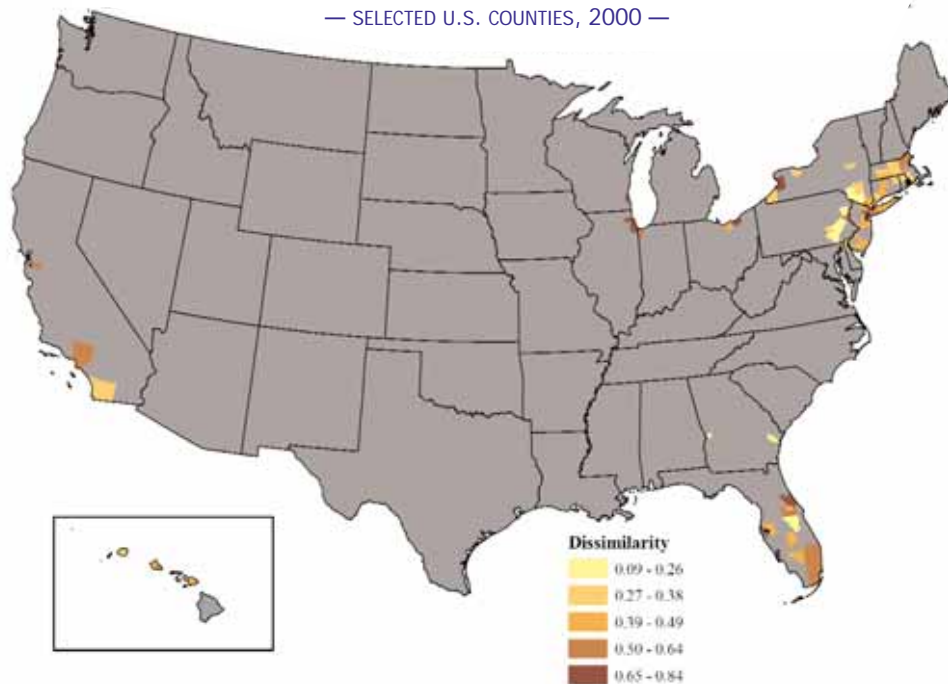 — SELECTED U.S. COUNTIES, 2000 —
Dissimilarity
0.09 - 0.26
0.27 - 0.38
0.39 - 0.49
0.50 - 0.64
0.65 - 0.84